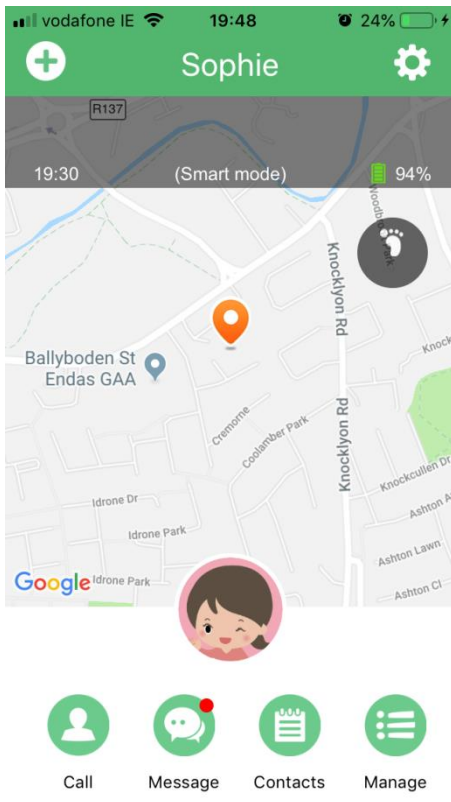 vodafone IE 19:48 24%
Sophie
R137
19:30 (Smart mode) 94%
Knocklyon Rd
Ballyboden St
Endas GAA
Cremorne
Coolamber Park
Knocklyon Rd
Knockcullen Dr
Idrone Dr
Ashton A
Idrone Park
Ashton Lawn
Google
Idrone Park
Ashton Cl
Call Message Contacts Manage